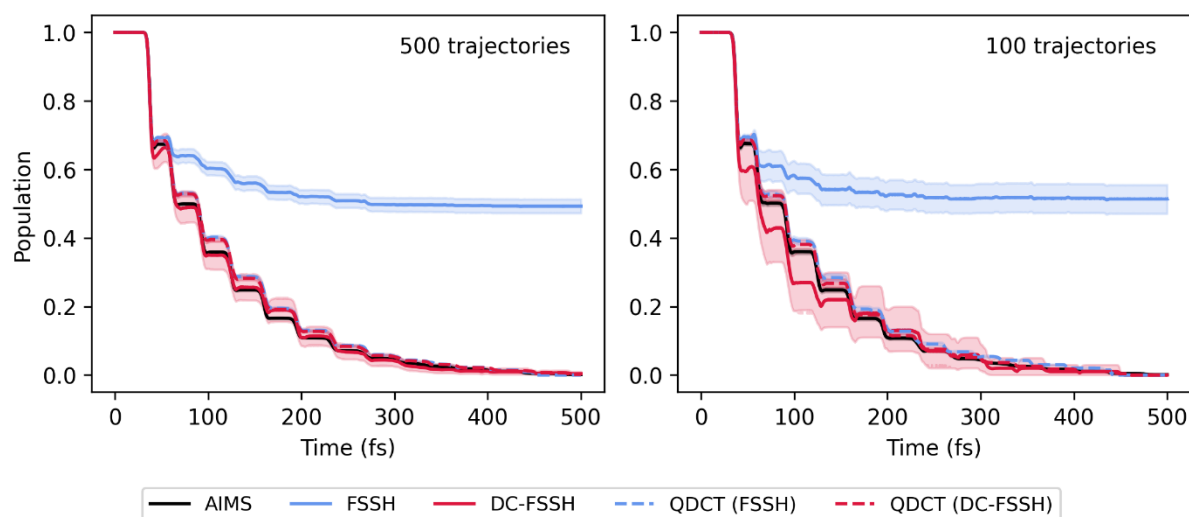 500 trajectories
100 trajectories
Population
1.0
0.8
0.6
0.4
0.2
0.0
0 100 200 300 400 500
Time (fs)
1.0
0.8
0.6
0.4
0.2
0.0
0 100 200 300 400 500
Time (fs)
AIMS FSSH DC-FSSH QDCT (FSSH) QDCT (DC-FSSH)